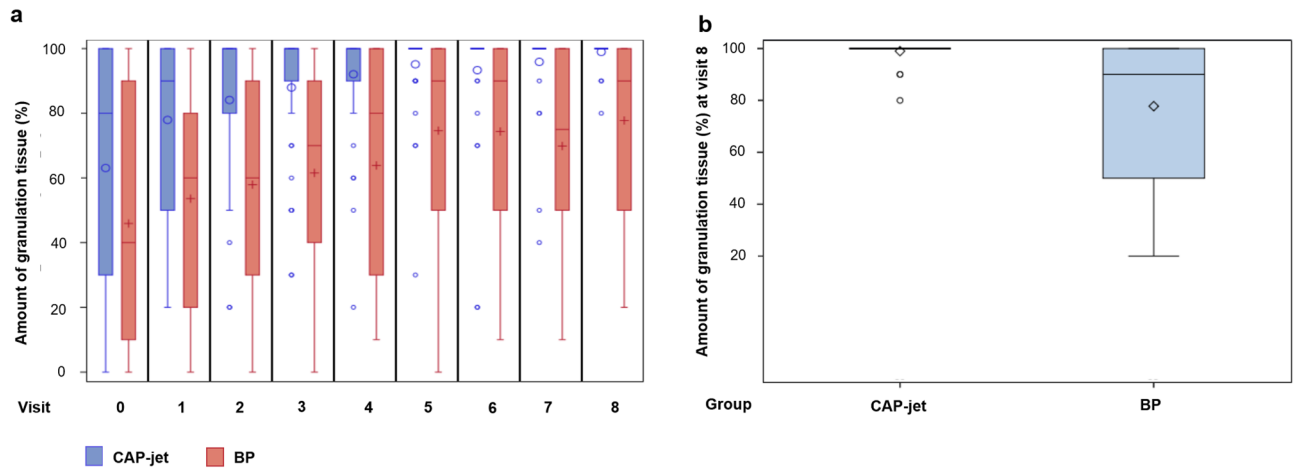 a
Amount of granulation tissue (%)
100
80
60
40
20
0
Visit 0 1 2 3 4 5 6 7 8
CAP-jet BP
b
Amount of granulation tissue (%) at visit 8
100
80
60
40
20
Group CAP-jet BP